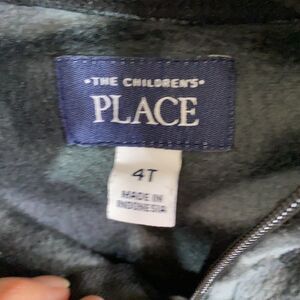 •THE CHILDREN'S•
PLACE
4T
MADE IN
INDONESIA